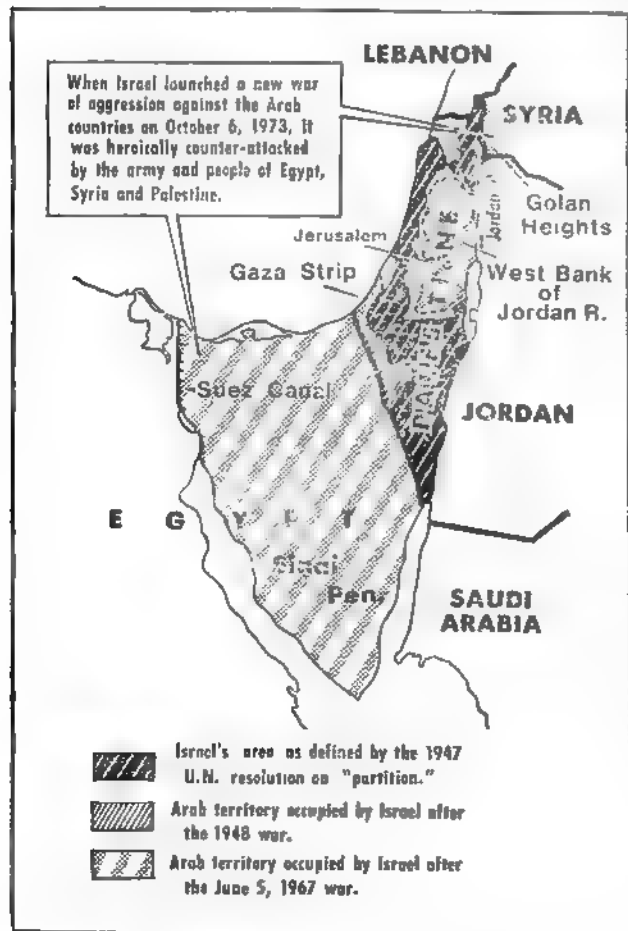 LEBANON
When Israel launched a new war
of aggression against the Arab
countries on October 6, 1973, it
was heroically counter-attacked
by the army and people of Egypt,
Syria and Palestine.
SYRIA
Golan
Heights
Jordan
Jerusalem
Gaza Strip
West Bank
of
Jordan R.
PALESTINE
Suez Canal
JORDAN
EGYPT
Sinai
Pen.
SAUDI
ARABIA
Israel's area as defined by the 1947
U.N. resolution on "partition."
Arab territory occupied by Israel after
the 1948 war.
Arab territory occupied by Israel after
the June 5, 1967 war.